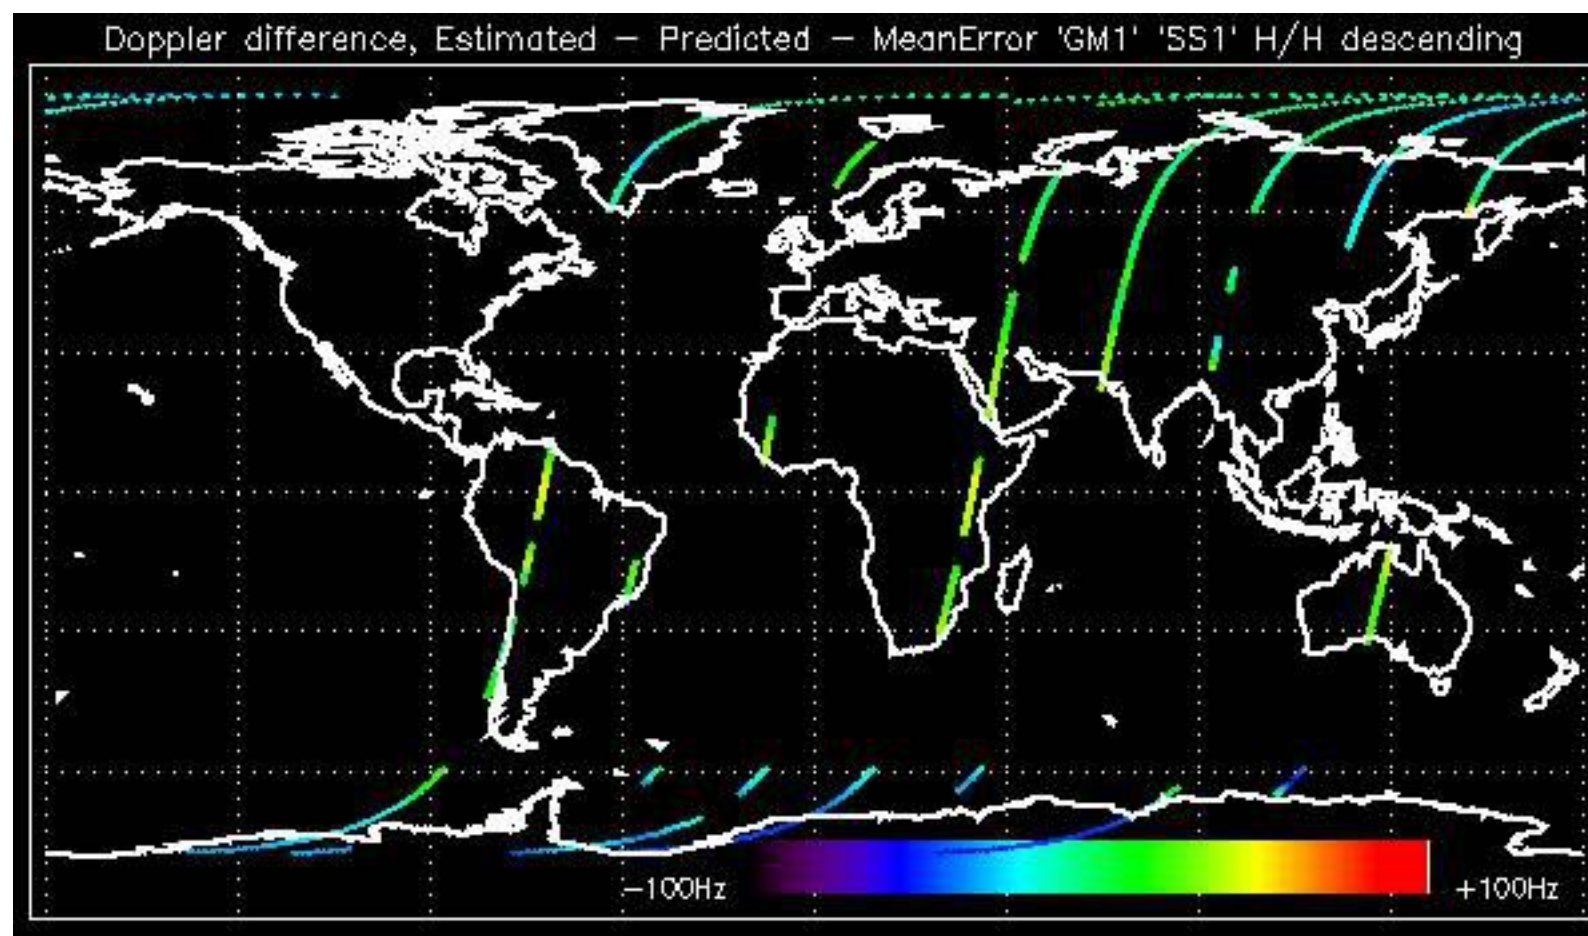 Doppler difference, Estimated – Predicted – MeanError 'GM1' 'SS1' H/H descending
–100Hz +100Hz